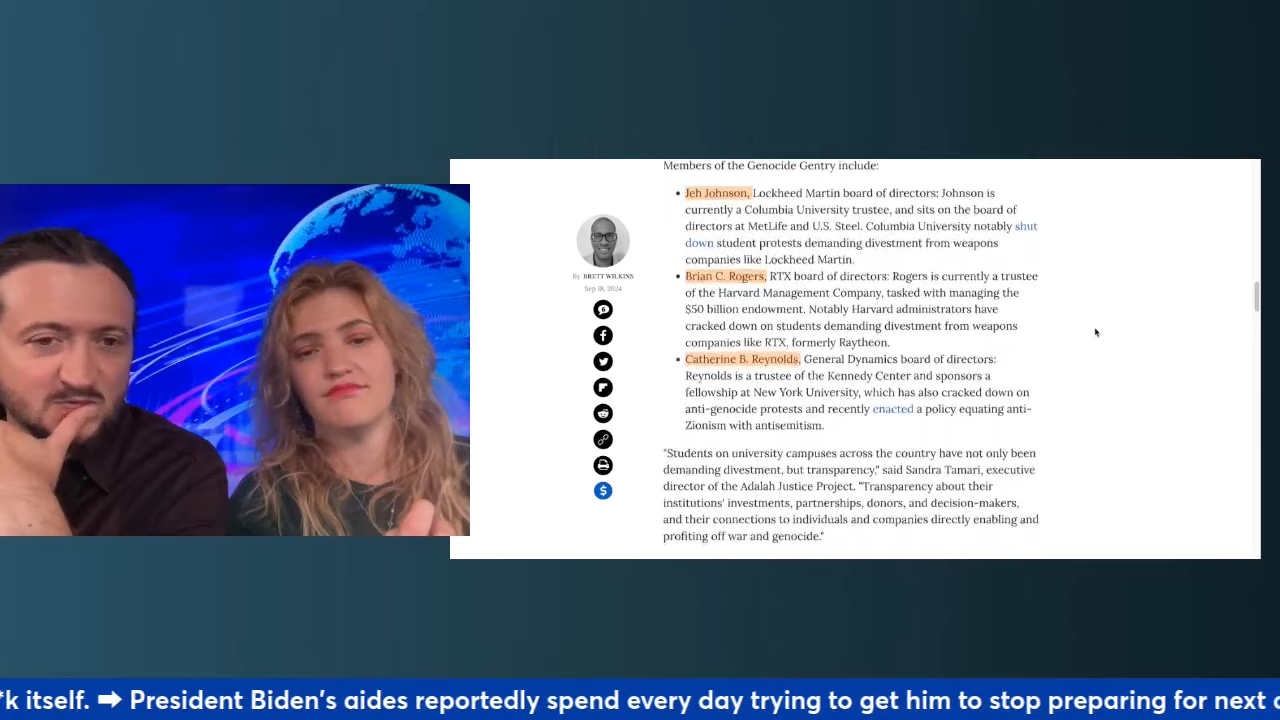 Members of the Genocide Gentry include:
• Jeh Johnson, Lockheed Martin board of directors: Johnson is
currently a Columbia University trustee, and sits on the board of
directors at MetLife and U.S. Steel. Columbia University notably shut
down student protests demanding divestment from weapons
companies like Lockheed Martin.
• Brian C. Rogers, RTX board of directors: Rogers is currently a trustee
of the Harvard Management Company, tasked with managing the
$50 billion endowment. Notably Harvard administrators have
cracked down on students demanding divestment from weapons
companies like RTX, formerly Raytheon.
• Catherine B. Reynolds, General Dynamics board of directors:
Reynolds is a trustee of the Kennedy Center and sponsors a
fellowship at New York University, which has also cracked down on
anti-genocide protests and recently enacted a policy equating anti-
Zionism with antisemitism.
"Students on university campuses across the country have not only been
demanding divestment, but transparency," said Sandra Tamari, executive
director of the Adalah Justice Project. "Transparency about their
institutions' investments, partnerships, donors, and decision-makers,
and their connections to individuals and companies directly enabling and
profiting off war and genocide."
By BRETT WILKINS
Sep 18, 2024
*k itself. ➡ President Biden's aides reportedly spend every day trying to get him to stop preparing for next